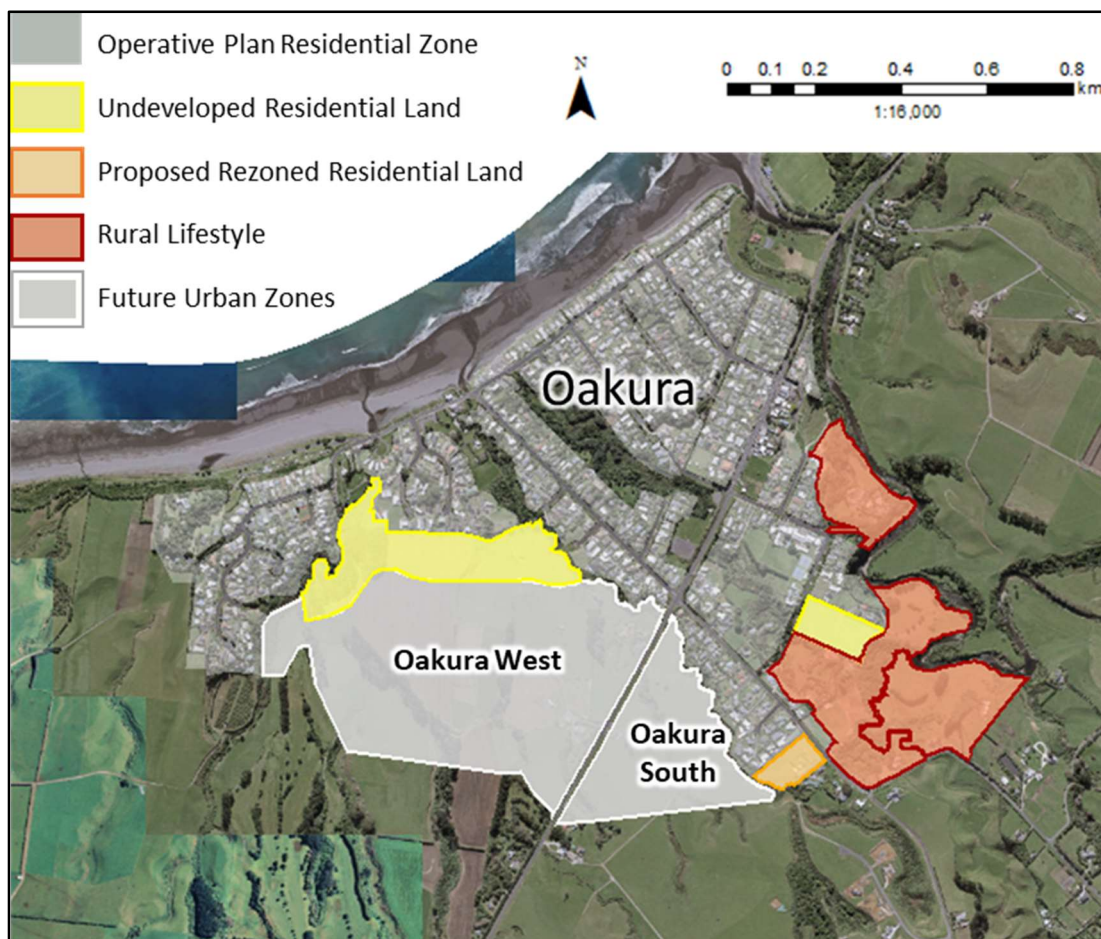 Operative Plan Residential Zone
Undeveloped Residential Land
Proposed Rezoned Residential Land
Rural Lifestyle
Future Urban Zones
N
0 0.1 0.2 0.4 0.6 0.8
km
1:16,000
Oakura
Oakura West
Oakura
South